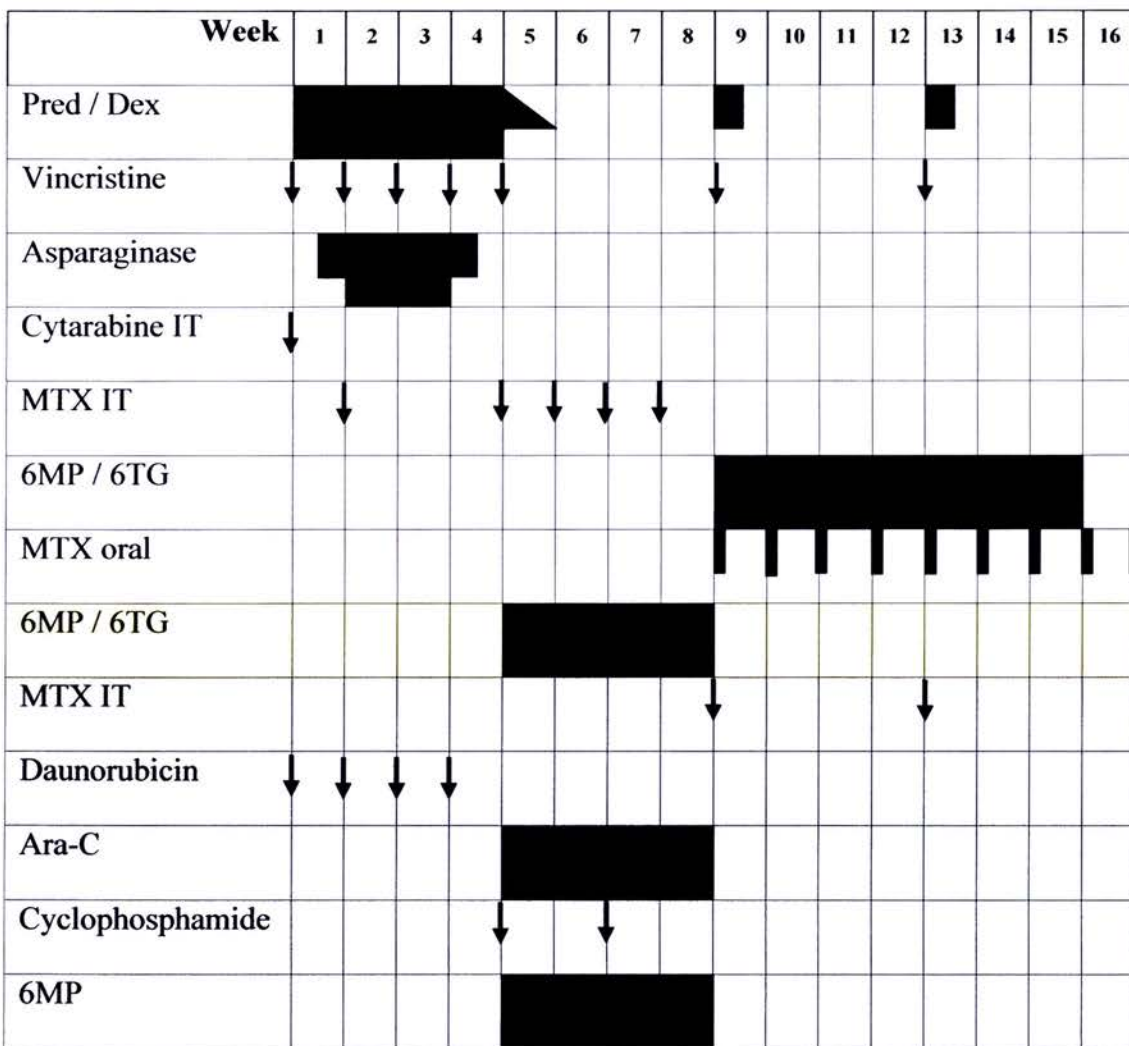 Week 1 2 3 4 5 6 7 8 9 10 11 12 13 14 15 16
Pred / Dex
Vincristine
Asparaginase
Cytarabine IT
MTX IT
6MP / 6TG
MTX oral
6MP / 6TG
MTX IT
Daunorubicin
Ara-C
Cyclophosphamide
6MP